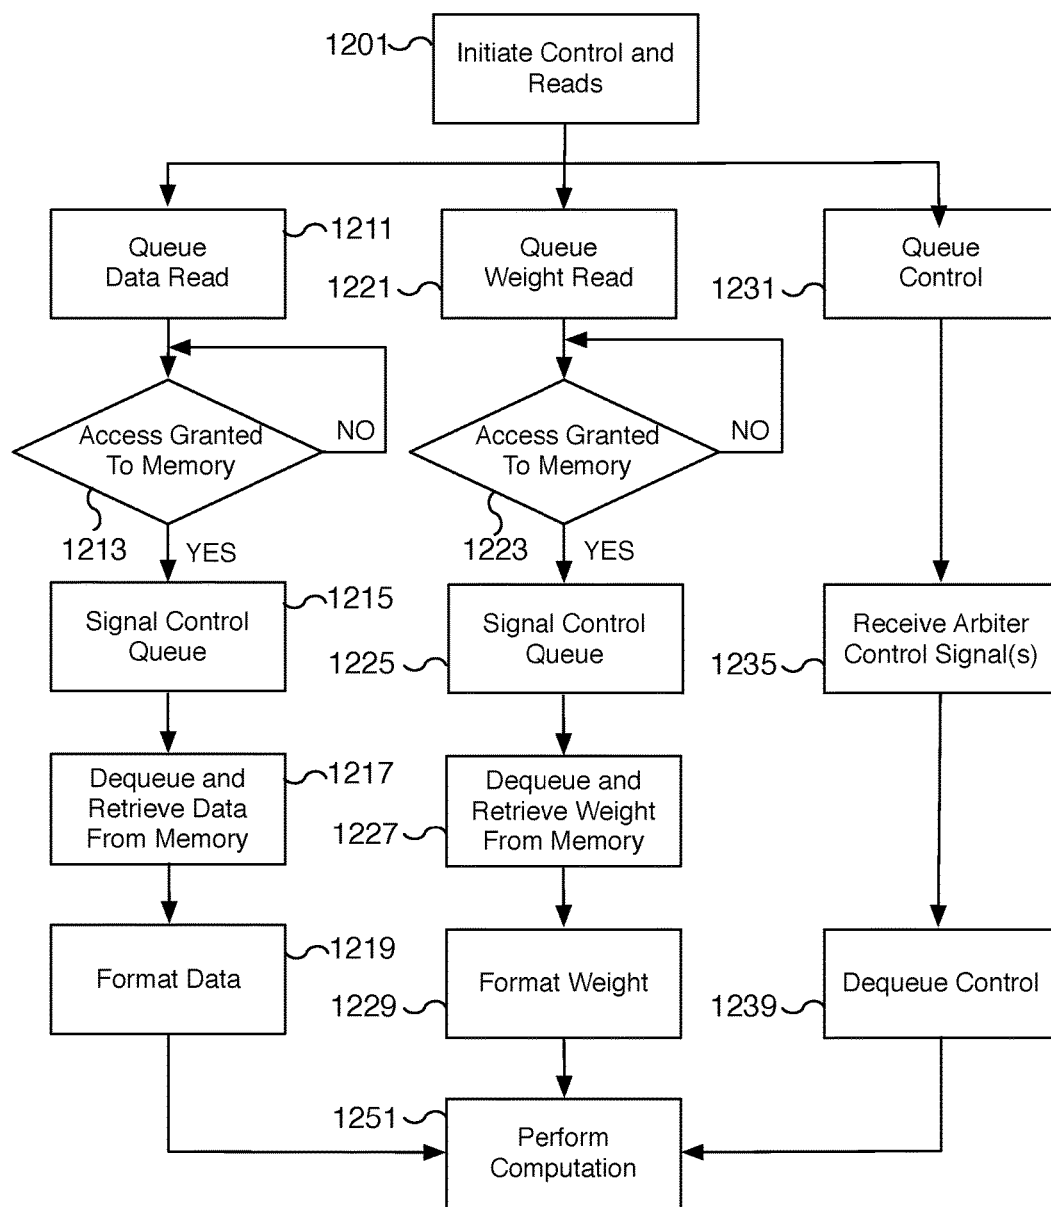 1201
Initiate Control and
Reads
Queue
Data Read
1211
Queue
Weight Read
1221
Queue
Control
1231
Access Granted
To Memory
NO
1213
YES
Access Granted
To Memory
NO
1223
YES
Signal Control
Queue
1215
Signal Control
Queue
1225
Receive Arbiter
Control Signal(s)
1235
Dequeue and
Retrieve Data
From Memory
1217
Dequeue and
Retrieve Weight
From Memory
1227
Format Data
1219
Format Weight
1229
Dequeue Control
1239
1251
Perform
Computation